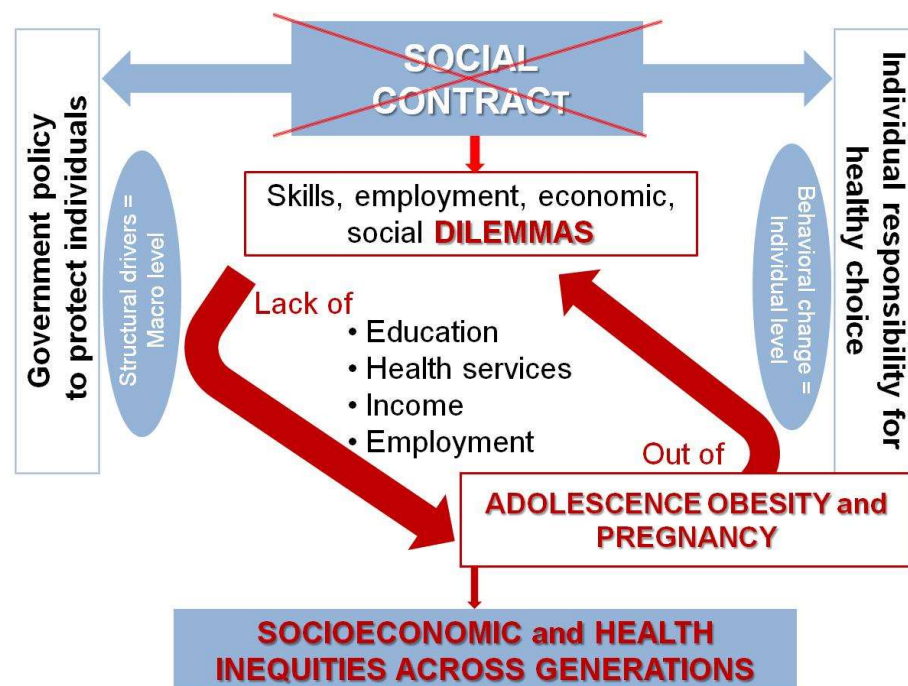 SOCIAL
CONTRACT
Government policy
to protect individuals
Structural drivers =
Macro level
Individual responsibility for
healthy choice
Behavioral change =
Individual level
Skills, employment, economic,
social DILEMMAS
Lack of
• Education
• Health services
• Income
• Employment
Out of
ADOLESCENCE OBESITY and
PREGNANCY
SOCIOECONOMIC and HEALTH
INEQUITIES ACROSS GENERATIONS